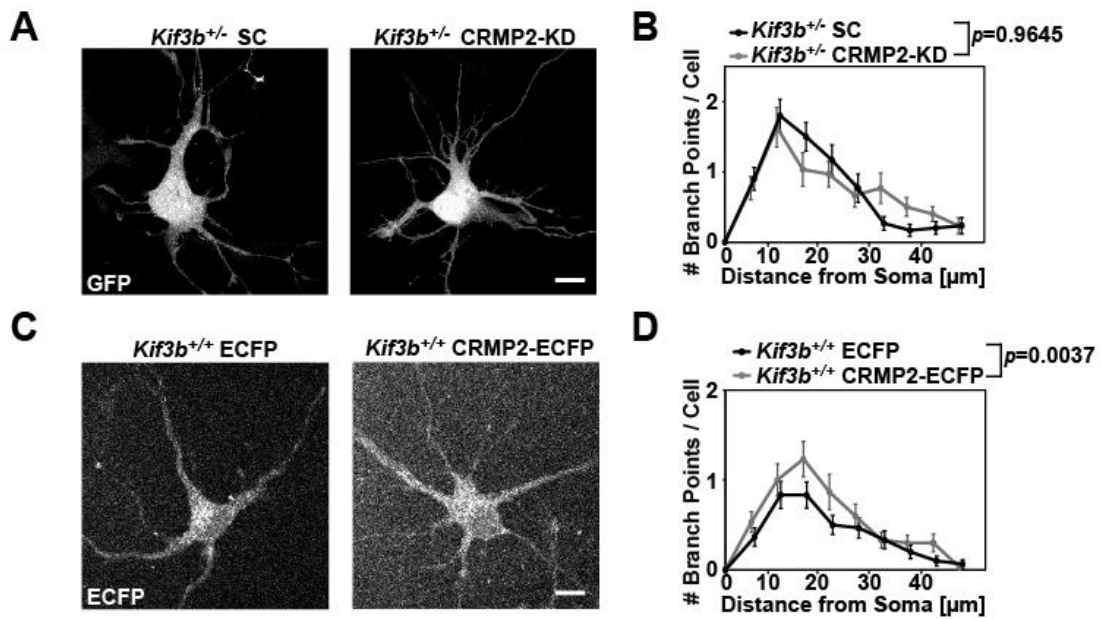 A
Kif3b+/- SC
Kif3b+/- CRMP2-KD
GFP
B
Kif3b+/- SC
Kif3b+/- CRMP2-KD
p=0.9645
# Branch Points / Cell
2
1
0
0 10 20 30 40
Distance from Soma [µm]
C
Kif3b+/+ ECFP
Kif3b+/+ CRMP2-ECFP
ECFP
D
Kif3b+/+ ECFP
Kif3b+/+ CRMP2-ECFP
p=0.0037
# Branch Points / Cell
2
1
0
0 10 20 30 40
Distance from Soma [µm]